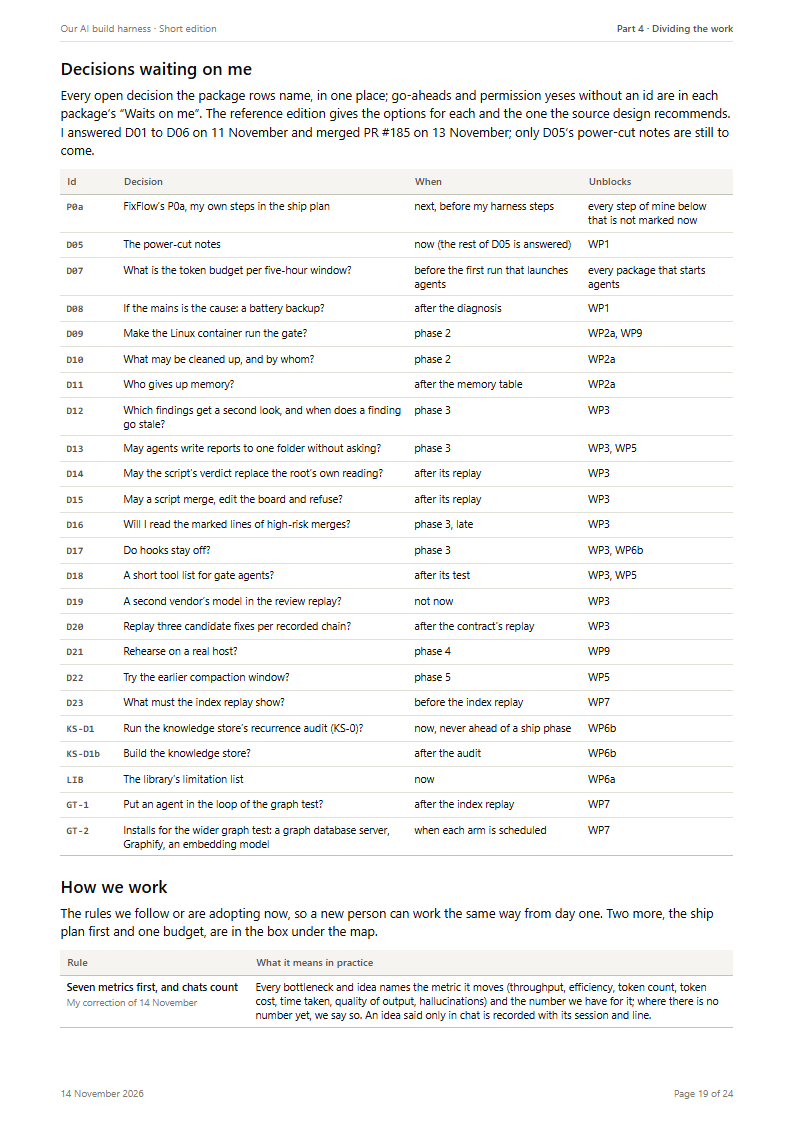 Our AI build harness · Short edition
Part 4 · Dividing the work
Decisions waiting on me
Every open decision the package rows name, in one place; go-aheads and permission yeses without an id are in each
package's “Waits on me”. The reference edition gives the options for each and the one the source design recommends.
I answered D01 to D06 on 11 November and merged PR #185 on 13 November; only D05's power-cut notes are still to
come.
Id Decision When Unblocks
P0a FixFlow's P0a, my own steps in the ship plan next, before my harness steps every step of mine below
that is not marked now
D05 The power-cut notes now (the rest of D05 is answered) WP1
D07 What is the token budget per five-hour window? before the first run that launches every package that starts
agents agents
D08 If the mains is the cause: a battery backup? after the diagnosis WP1
D09 Make the Linux container run the gate? phase 2 WP2a, WP9
D10 What may be cleaned up, and by whom? phase 2 WP2a
D11 Who gives up memory? after the memory table WP2a
D12 Which findings get a second look, and when does a finding phase 3 WP3
go stale?
D13 May agents write reports to one folder without asking? phase 3 WP3, WP5
D14 May the script's verdict replace the root's own reading? after its replay WP3
D15 May a script merge, edit the board and refuse? after its replay WP3
D16 Will I read the marked lines of high-risk merges? phase 3, late WP3
D17 Do hooks stay off? phase 3 WP3, WP6b
D18 A short tool list for gate agents? after its test WP3, WP5
D19 A second vendor's model in the review replay? not now WP3
D20 Replay three candidate fixes per recorded chain? after the contract's replay WP3
D21 Rehearse on a real host? phase 4 WP9
D22 Try the earlier compaction window? phase 5 WP5
D23 What must the index replay show? before the index replay WP7
KS-D1 Run the knowledge store's recurrence audit (KS-0)? now, never ahead of a ship phase WP6b
KS-D1b Build the knowledge store? after the audit WP6b
LIB The library's limitation list now WP6a
GT-1 Put an agent in the loop of the graph test? after the index replay WP7
GT-2 Installs for the wider graph test: a graph database server, when each arm is scheduled WP7
Graphify, an embedding model
How we work
The rules we follow or are adopting now, so a new person can work the same way from day one. Two more, the ship
plan first and one budget, are in the box under the map.
Rule What it means in practice
Seven metrics first, and chats count Every bottleneck and idea names the metric it moves (throughput, efficiency, token count, token
My correction of 14 November cost, time taken, quality of output, hallucinations) and the number we have for it; where there is no
number yet, we say so. An idea said only in chat is recorded with its session and line.
14 November 2026
Page 19 of 24